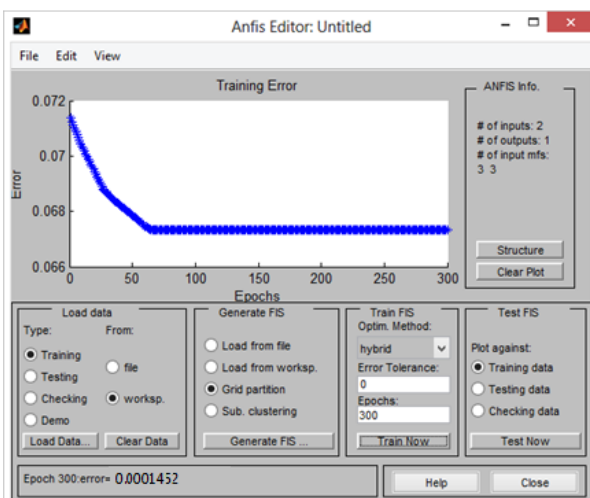 Anfis Editor: Untitled
File Edit View
Training Error
0.072
0.07
0.068
0.066
Error
0 50 100 150 200 250 300
Epochs
ANFIS Info.
# of inputs: 2
# of outputs: 1
# of input mfs:
3 3
Structure
Clear Plot
Load data
Type: From:
Training
Testing
Checking
Demo
file
worksp.
Load Data...
Clear Data
Generate FIS
Load from file
Load from worksp.
Grid partition
Sub. clustering
Generate FIS ...
Train FIS
Optim. Method:
hybrid
Error Tolerance:
0
Epochs:
300
Train Now
Test FIS
Plot against:
Training data
Testing data
Checking data
Test Now
Epoch 300:error= 0.0001452
Help
Close